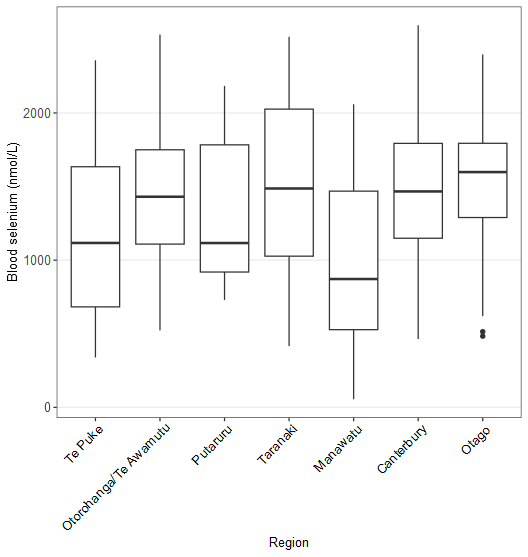 Blood selenium (nmol/L)
2000
1000
0
Te Puke
Otorohanga/Te Awamutu
Putaruru
Taranaki
Manawatu
Canterbury
Otago
Region